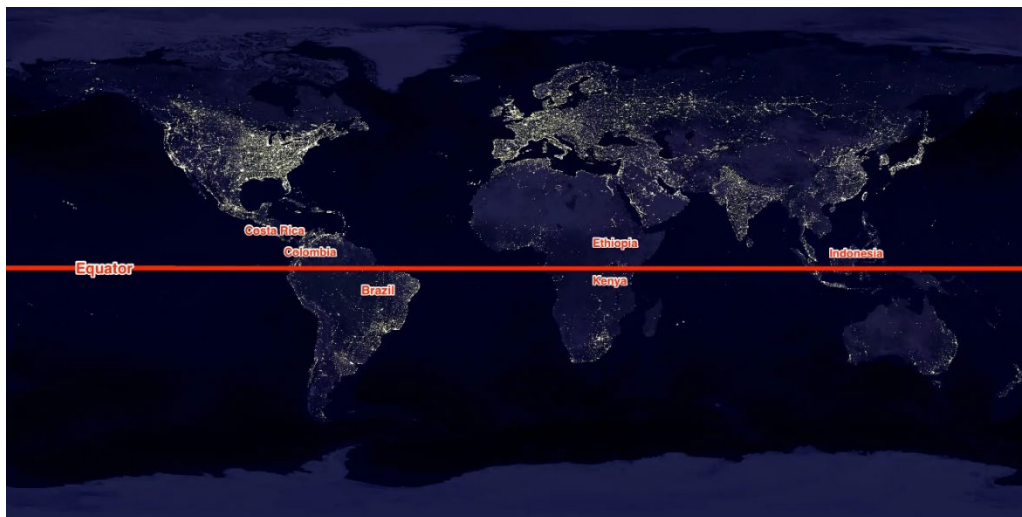 Costa Rica
Ethiopia
Colombia
Indonesia
Equator
Kenya
Brazil